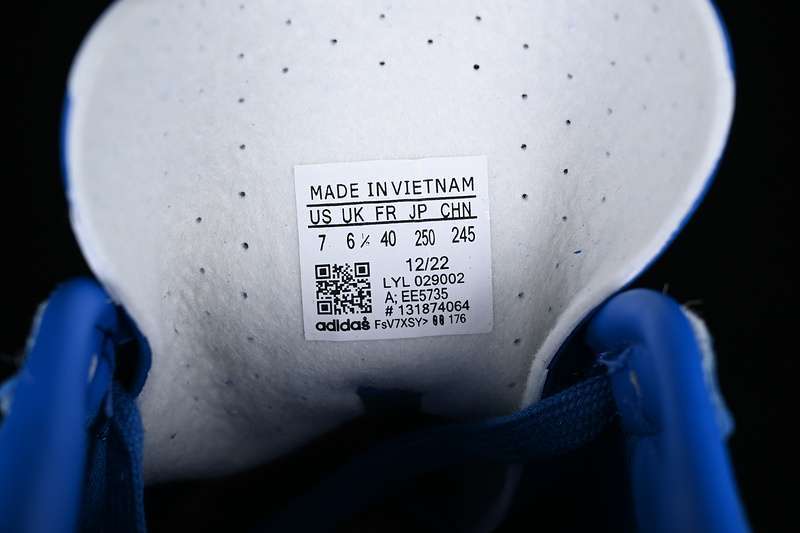 MADE IN VIETNAM
US UK FR JP CHN
7 6½ 40 250 245
12/22
LYL 029002
A; EE5735
# 131874064
adidas FsV7XSY> 176